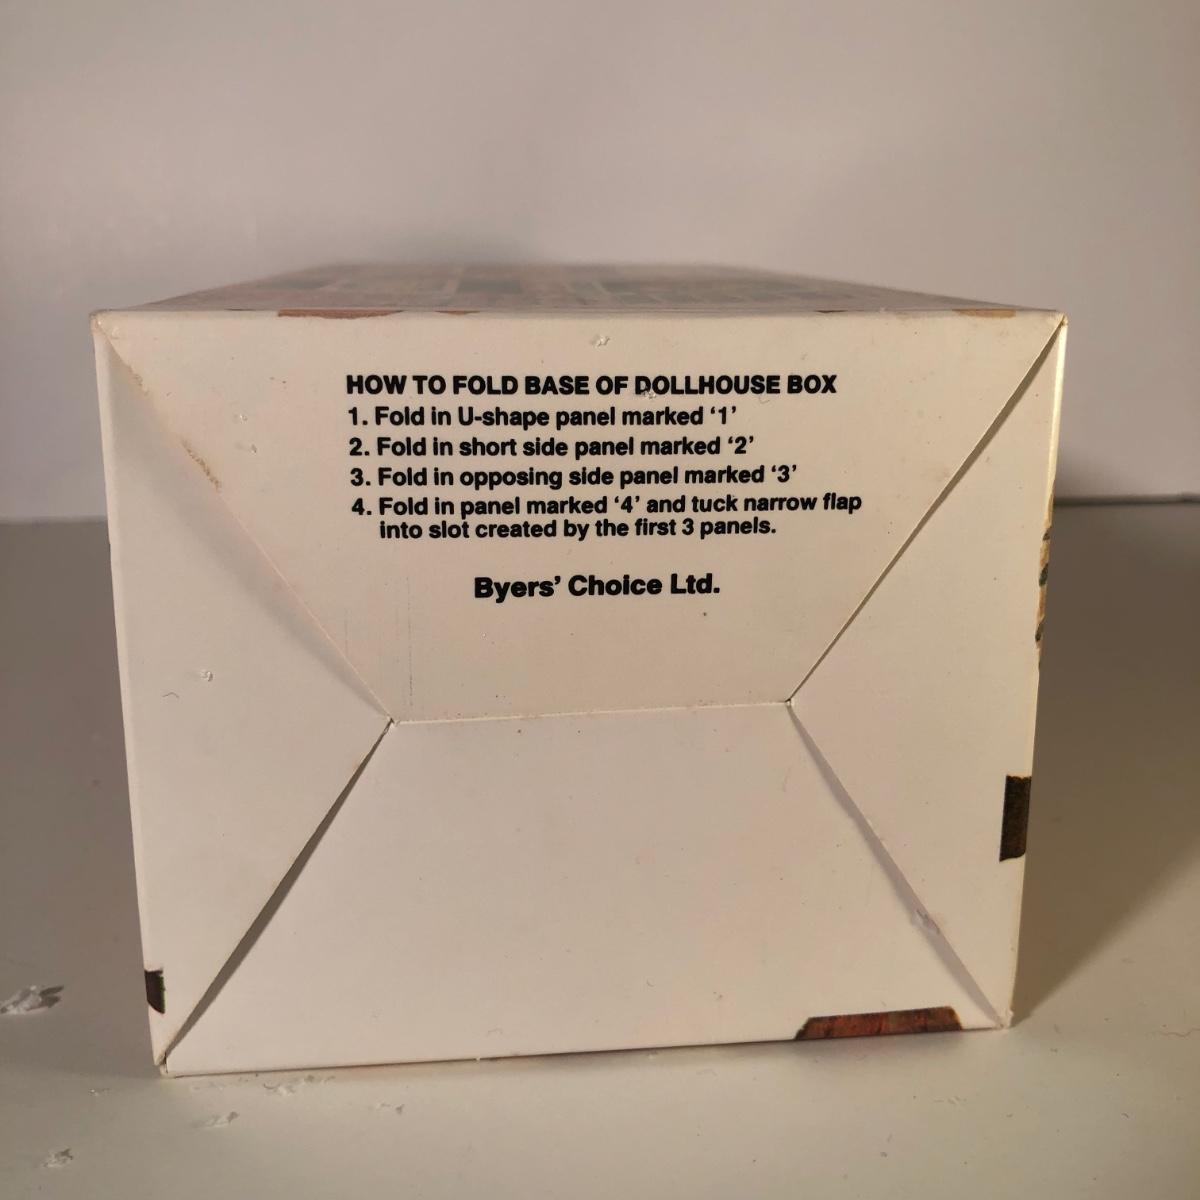 HOW TO FOLD BASE OF DOLLHOUSE BOX
1. Fold in U-shape panel marked ‘1’
2. Fold in short side panel marked ‘2’
3. Fold in opposing side panel marked ‘3’
4. Fold in panel marked ‘4’ and tuck narrow flap
into slot created by the first 3 panels.
Byers’ Choice Ltd.